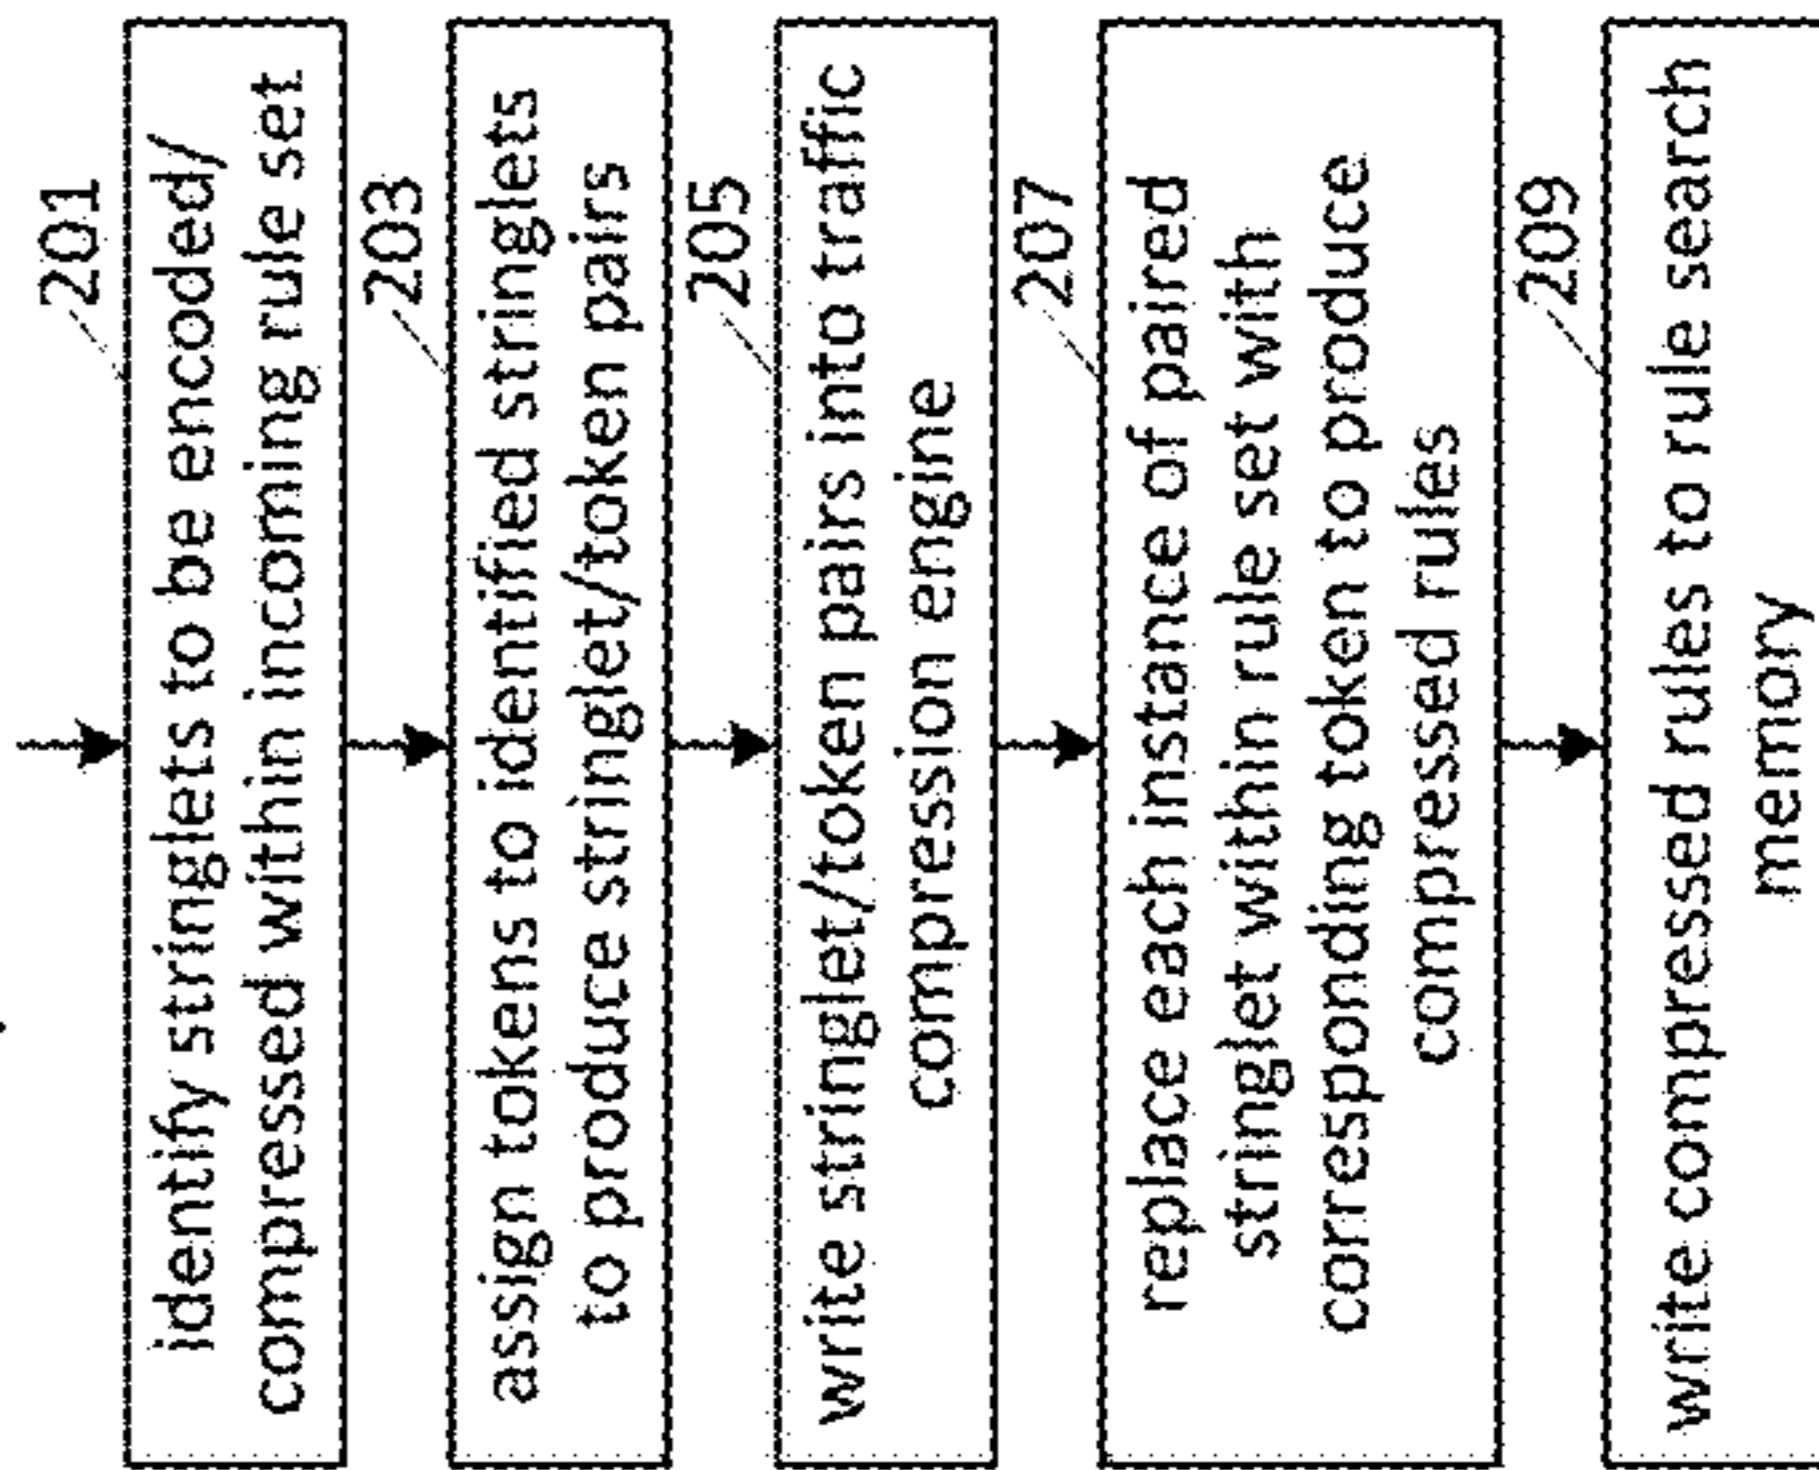 201
identify stringlets to be encoded/
compressed within incoming rule set
203
assign tokens to identified stringlets
to produce stringlet/token pairs
205
write stringlet/token pairs into traffic
compression engine
207
replace each instance of paired
stringlet within rule set with
corresponding token to produce
compressed rules
209
write compressed rules to rule search
memory